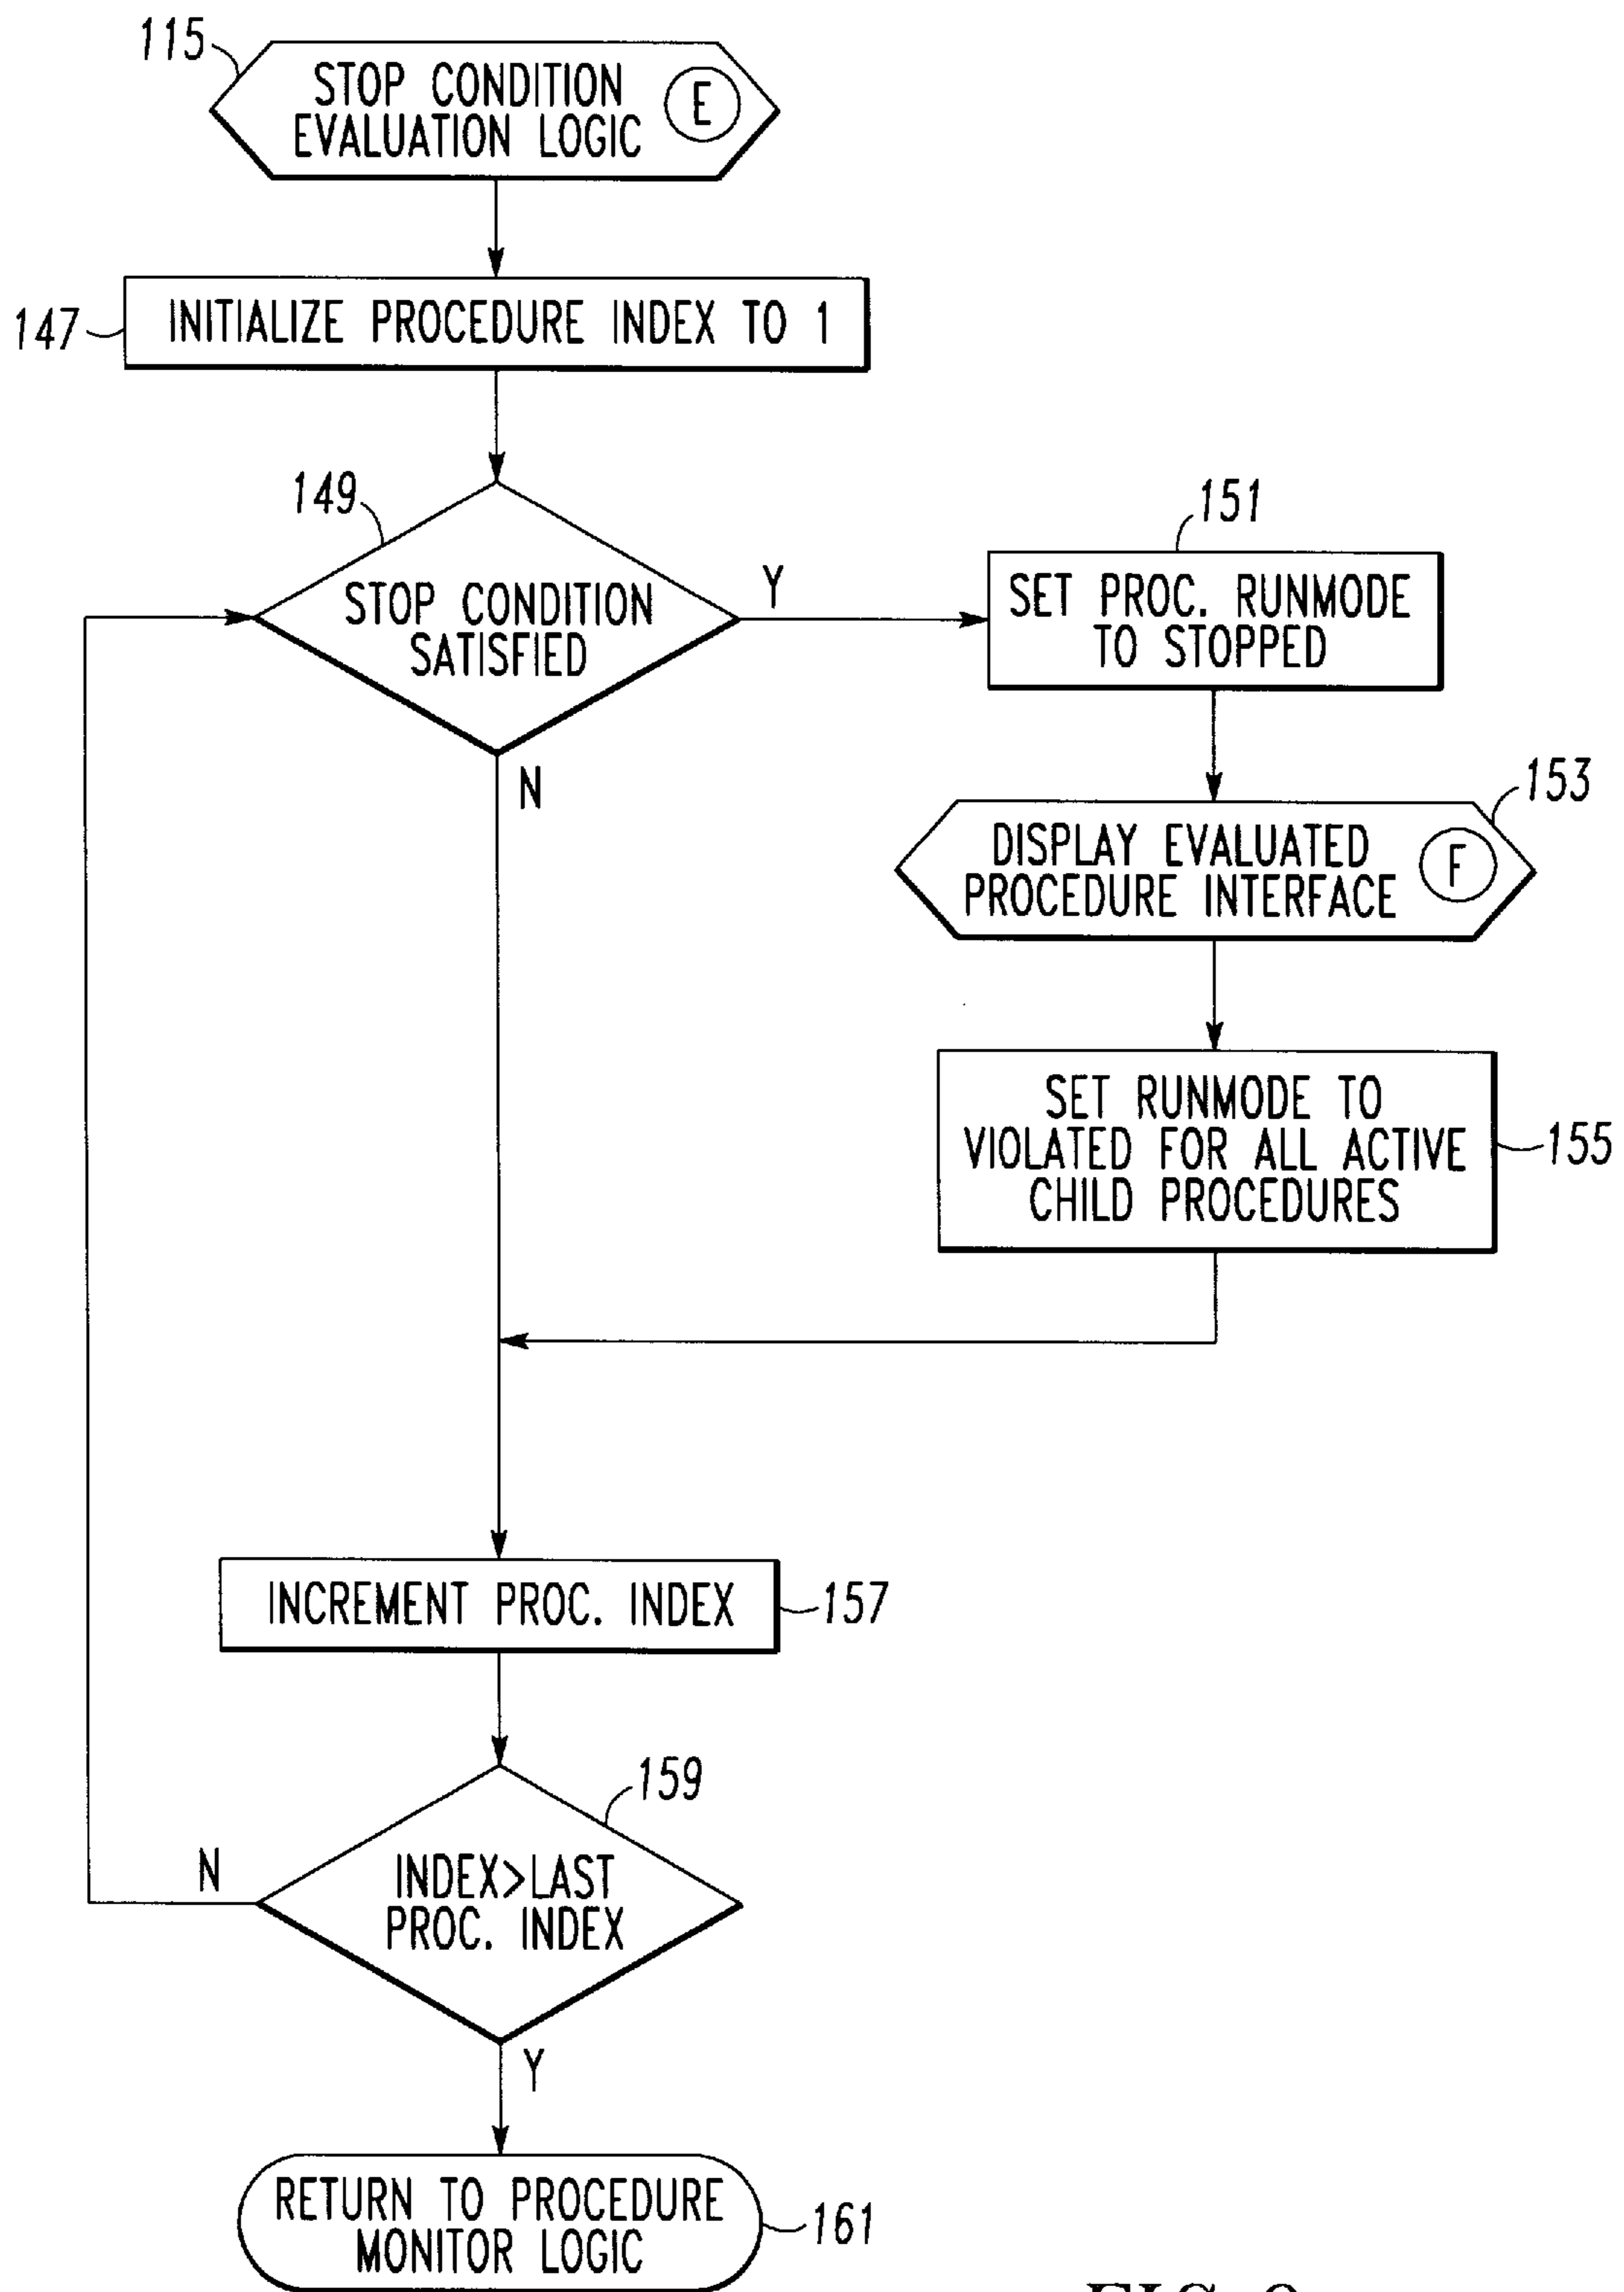 115
STOP CONDITION
EVALUATION LOGIC
E
147
INITIALIZE PROCEDURE INDEX TO 1
149
STOP CONDITION
SATISFIED
Y
N
151
SET PROC. RUNMODE
TO STOPPED
153
DISPLAY EVALUATED
PROCEDURE INTERFACE
F
SET RUNMODE TO
VIOLATED FOR ALL ACTIVE
CHILD PROCEDURES
155
INCREMENT PROC. INDEX
157
159
INDEX>LAST
PROC. INDEX
N
Y
RETURN TO PROCEDURE
MONITOR LOGIC
161